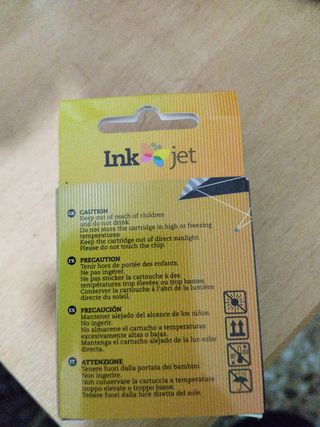 Ink jet
GB CAUTION
Keep out of reach of children
and do not drink.
Do not store the cartridge in high or freezing
temperatures.
Keep the cartridge out of direct sunlight.
Please do not touch the chip.
FR PRECAUTION
Tenir hors de portée des enfants.
Ne pas ingérer.
Ne pas stocker la cartouche à des
températures trop élevées ou trop basses.
Conserver la cartouche à l'abri de la lumière
directe du soleil.
ES PRECAUCIÓN
Mantener alejado del alcance de los niños.
No ingerir.
No almacene el cartucho a temperaturas
excesivamente altas o bajas.
Mantenga el cartucho alejado de la luz solar
directa.
IT ATTENZIONE
Tenere fuori dalla portata dei bambini
Non ingerire.
Non conservare la cartuccia a temperature
troppo elevate o troppo basse.
Tenere fuori dalla luce diretta del sole.